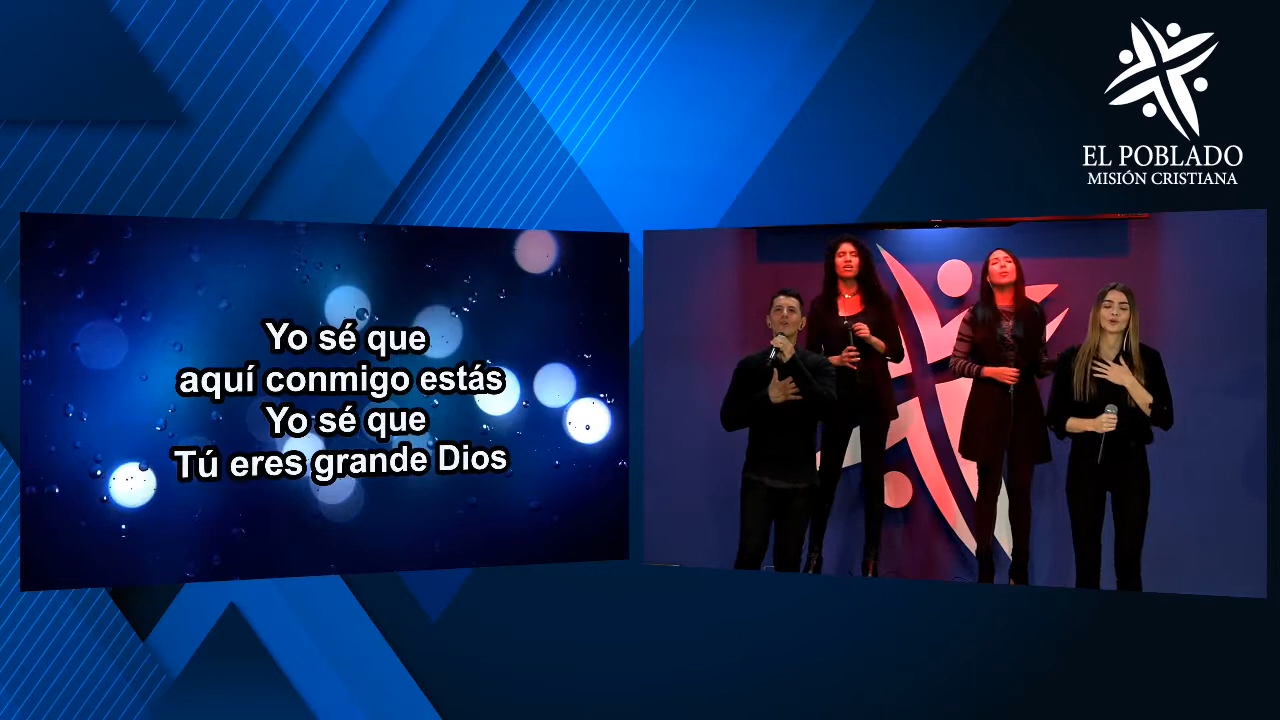 EL POBLADO
MISIÓN CRISTIANA
Yo sé que
aquí conmigo estás
Yo sé que
Tú eres grande Dios